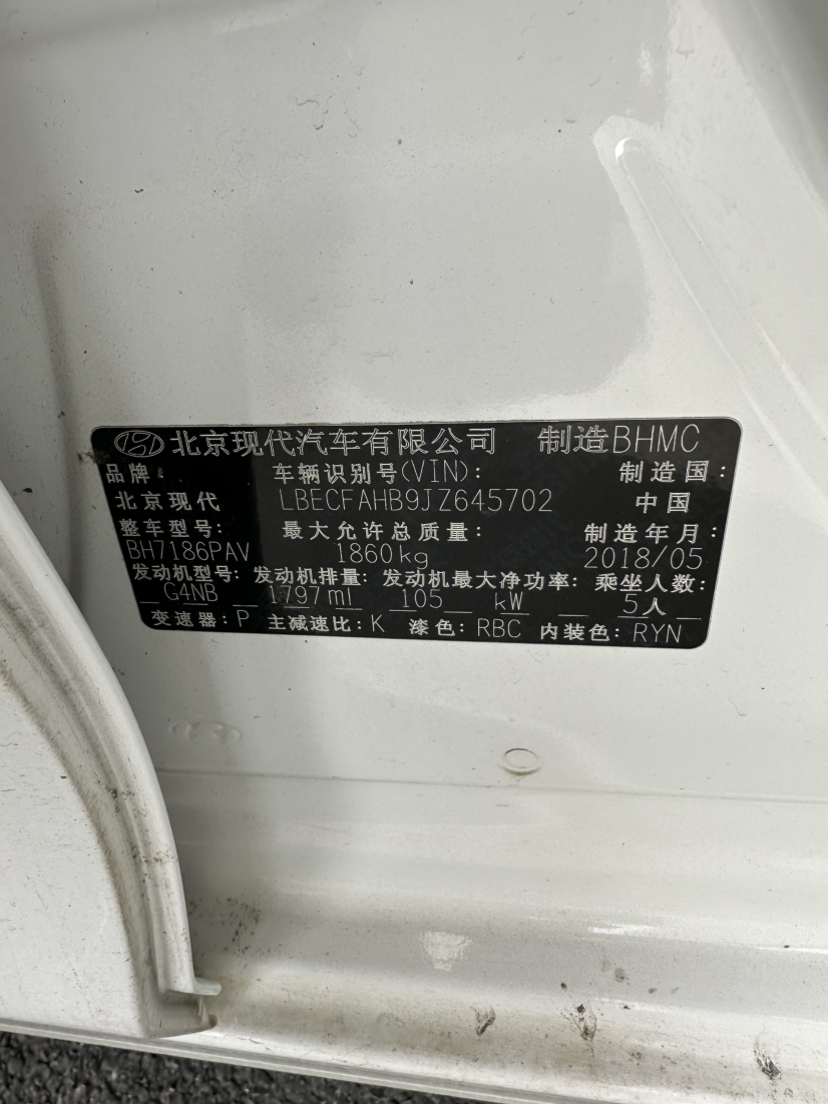 北京现代汽车有限公司 制造BHMC
品牌: 车辆识别号(VIN): 制造国:
北京现代 LBECFAHB9JZ645702 中国
整车型号: 最大允许总质量: 制造年月:
BH7186PAV 1860kg 2018/05
发动机型号: 发动机排量: 发动机最大净功率: 乘坐人数:
G4NB 1797ml 105 kW 5人
变速器: P 主减速比: K 漆色: RBC 内装色: RYN